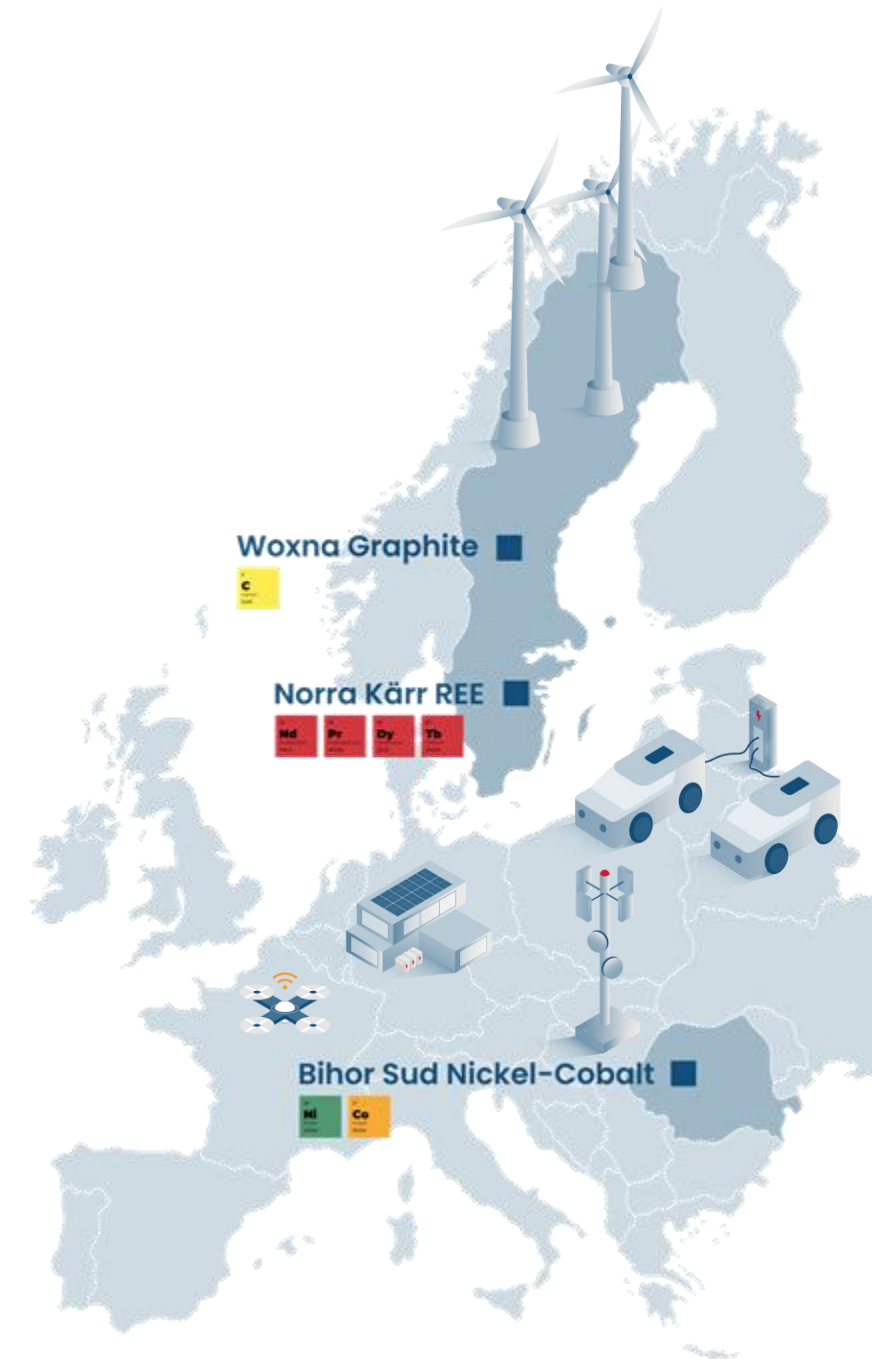 Woxna Graphite
C
Norra Kärr REE
Nd Pr Dy Tb
Bihor Sud Nickel-Cobalt
Ni Co